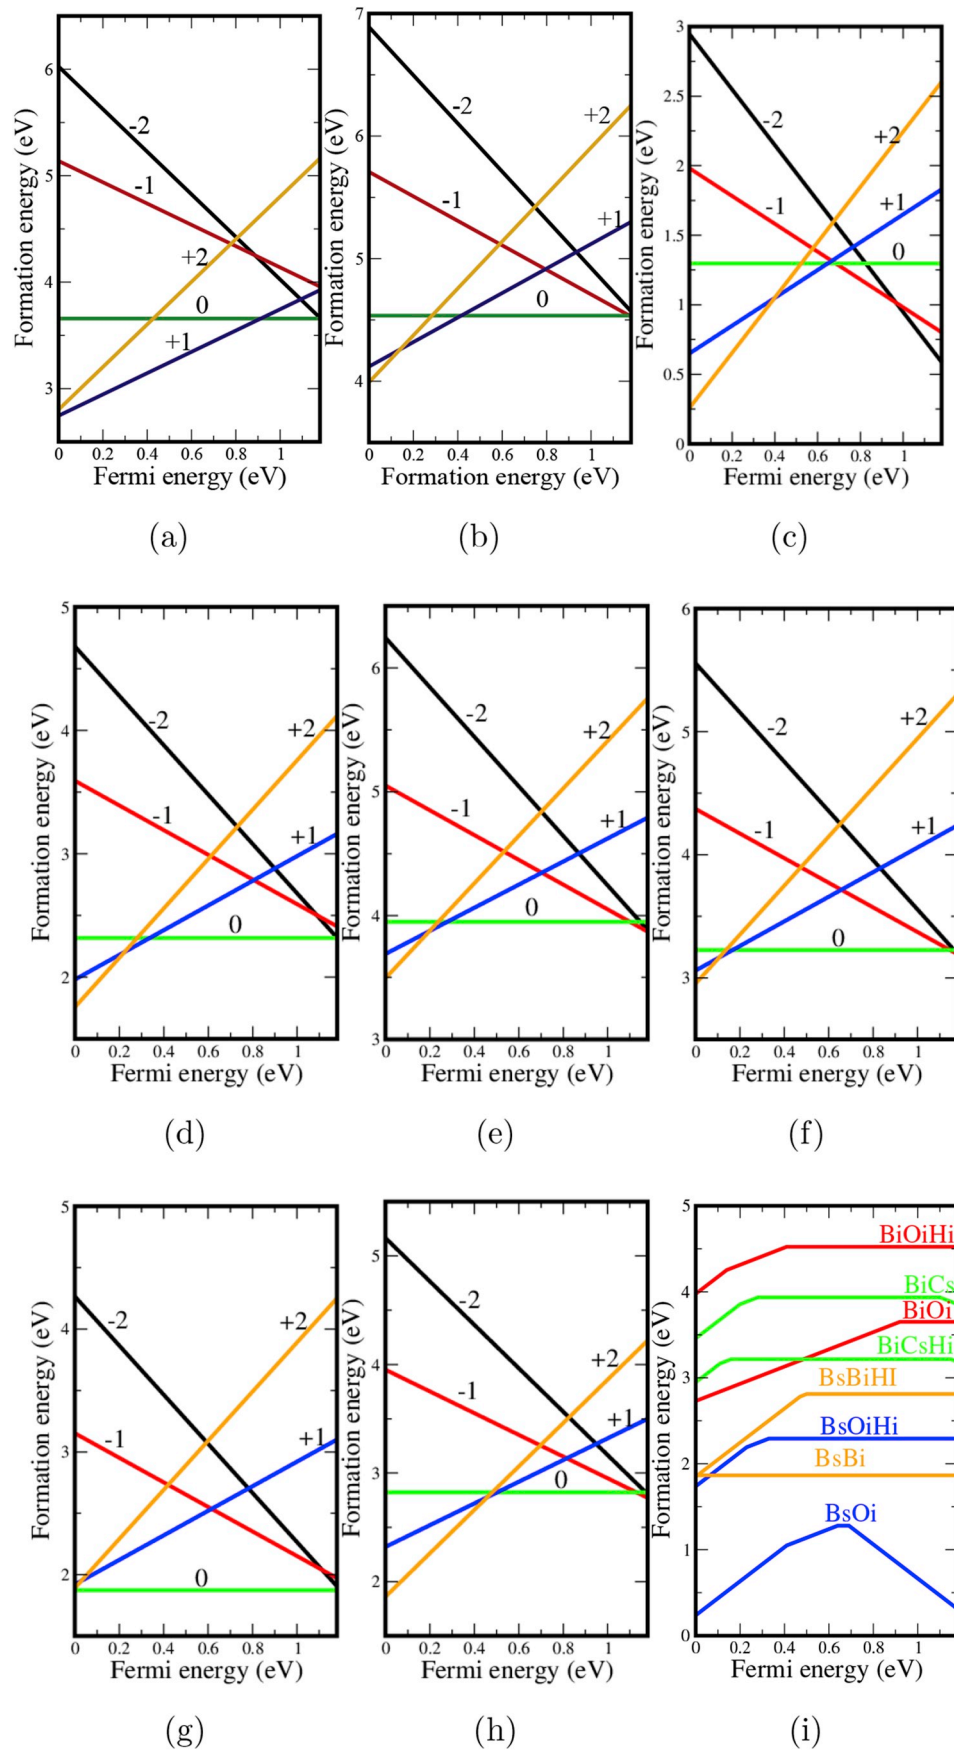 Formation energy (eV)
6
5
4
3
-2
-1
+2
0
+1
0 0.2 0.4 0.6 0.8 1
Fermi energy (eV)
(a)
Formation energy (eV)
7
6
5
4
-2
+2
-1
+1
0
0 0.2 0.4 0.6 0.8 1
Formation energy (eV)
(b)
Formation energy (eV)
3
2.5
2
1.5
1
0.5
0
-2
+2
-1
+1
0
0 0.2 0.4 0.6 0.8 1
Fermi energy (eV)
(c)
Formation energy (eV)
5
4
3
2
-2
+2
-1
+1
0
0 0.2 0.4 0.6 0.8 1
Fermi energy (eV)
(d)
Formation energy (eV)
6
5
4
3
-2
+2
-1
+1
0
0 0.2 0.4 0.6 0.8 1
Fermi energy (eV)
(e)
Formation energy (eV)
6
5
4
3
-2
+2
-1
+1
0
0 0.2 0.4 0.6 0.8 1
Fermi energy (eV)
(f)
Formation energy (eV)
5
4
3
2
-2
+2
-1
+1
0
0 0.2 0.4 0.6 0.8 1
Fermi energy (eV)
(g)
Formation energy (eV)
5
4
3
2
-2
+2
-1
+1
0
0 0.2 0.4 0.6 0.8 1
Fermi energy (eV)
(h)
Formation energy (eV)
5
4
3
2
1
0
BiOiHi
BiCs
BiOi
BiCsHi
BsBiHI
BsOiHi
BsBi
BsOi
0 0.2 0.4 0.6 0.8 1
Fermi energy (eV)
(i)